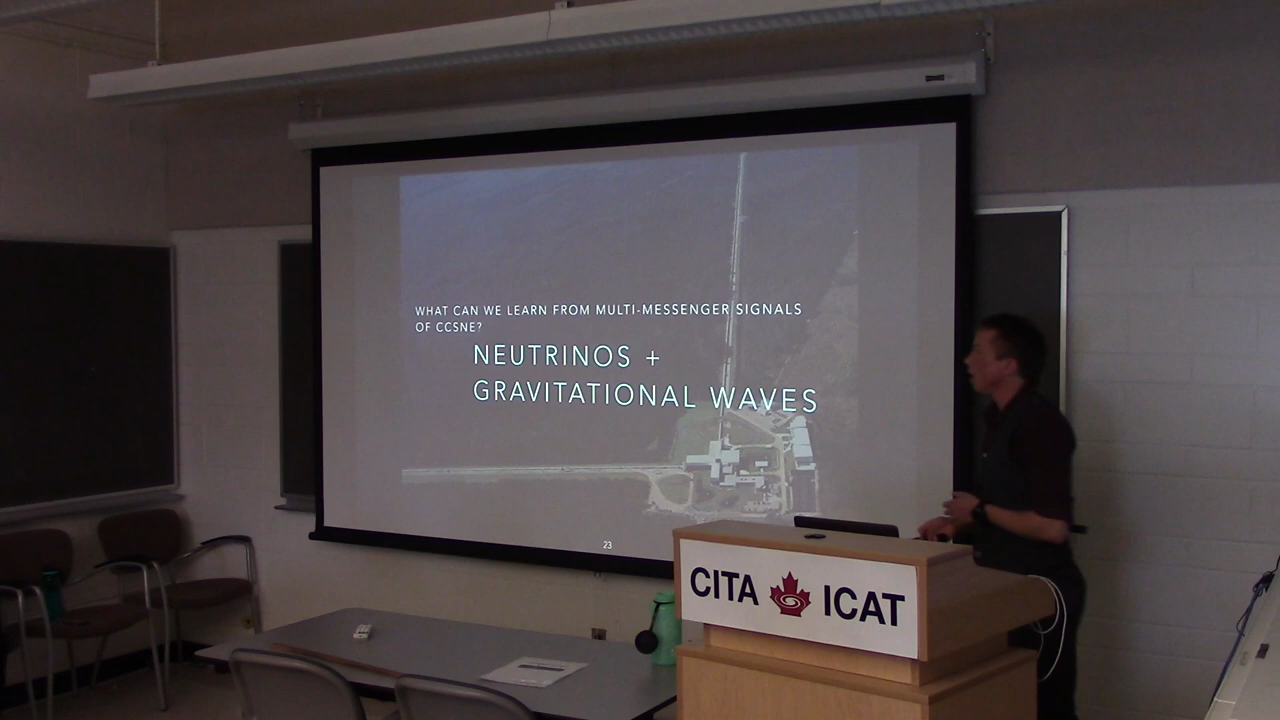 WHAT CAN WE LEARN FROM MULTI-MESSENGER SIGNALS
OF CCSNE?
NEUTRINOS +
GRAVITATIONAL WAVES
23
CITA ICAT